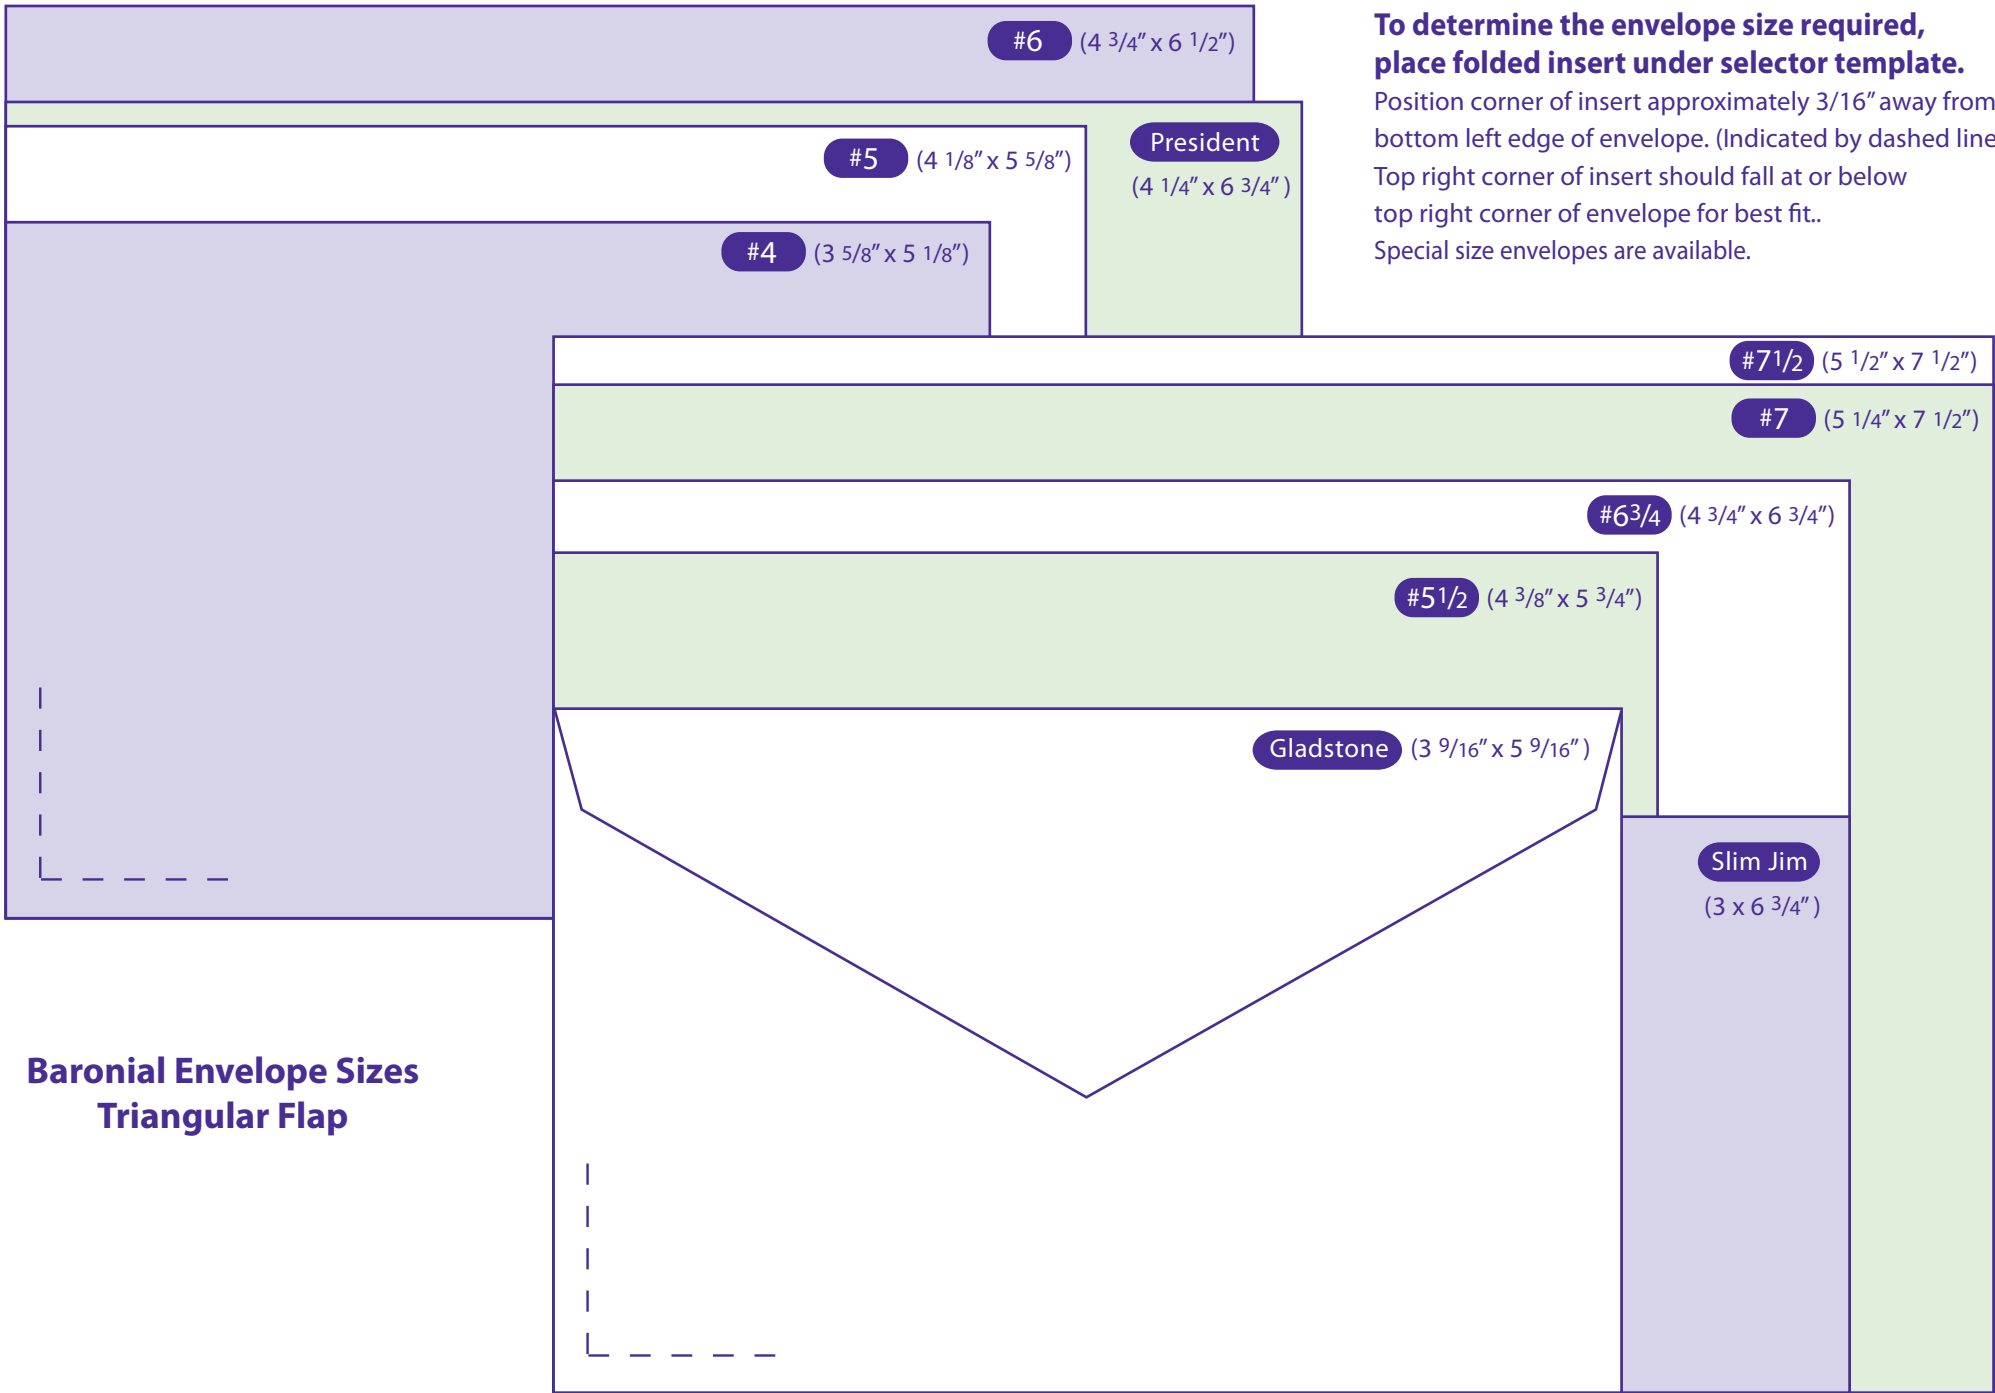 #6 (4 3/4" x 6 1/2")
To determine the envelope size required,
place folded insert under selector template.
Position corner of insert approximately 3/16" away from
bottom left edge of envelope. (Indicated by dashed line
Top right corner of insert should fall at or below
top right corner of envelope for best fit..
Special size envelopes are available.
President
(4 1/4" x 6 3/4" )
#5 (4 1/8" x 5 5/8")
#4 (3 5/8" x 5 1/8")
#7 1/2 (5 1/2" x 7 1/2")
#7 (5 1/4" x 7 1/2")
#6 3/4 (4 3/4" x 6 3/4")
#5 1/2 (4 3/8" x 5 3/4")
Gladstone (3 9/16" x 5 9/16" )
Slim Jim
(3 x 6 3/4" )
Baronial Envelope Sizes
Triangular Flap